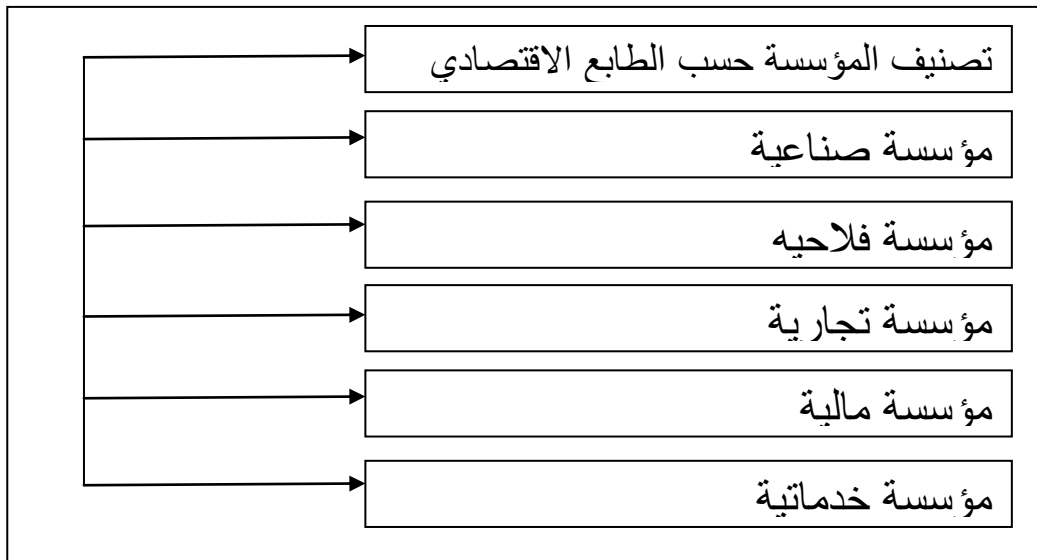 تصنيف المؤسسة حسب الطابع الاقتصادي
مؤسسة صناعية
مؤسسة فلاحيه
مؤسسة تجارية
مؤسسة مالية
مؤسسة خدماتية